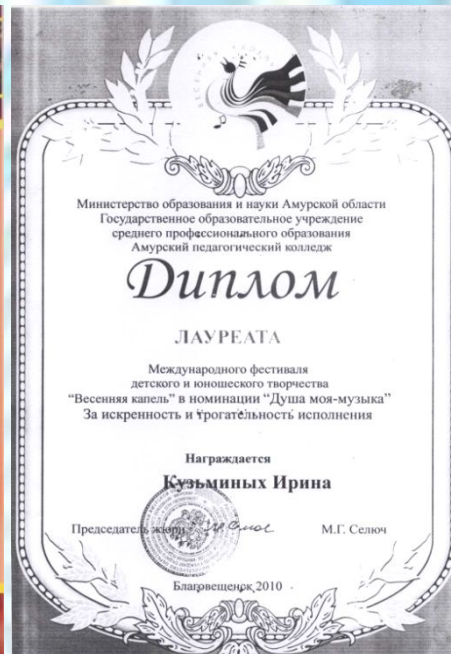 Министерство образования и науки Амурской области
Государственное образовательное учреждение
среднего профессионального образования
Амурский педагогический колледж
Диплом
ЛАУРЕАТА
Международного фестиваля
детского и юношеского творчества
"Весенняя капель" в номинации "Душа моя-музыка"
За искренность и трогательность исполнения
Награждается
Кузьминых Ирина
Председатель жюри М.Г. Селюч
Благовещенск 2010